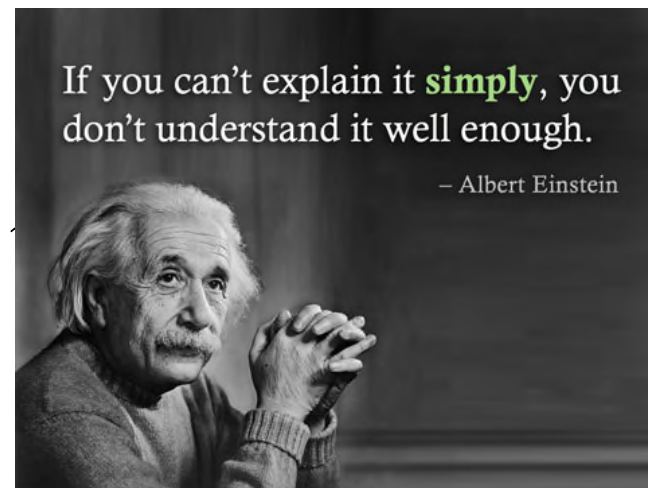 If you can’t explain it simply, you
don’t understand it well enough.
– Albert Einstein